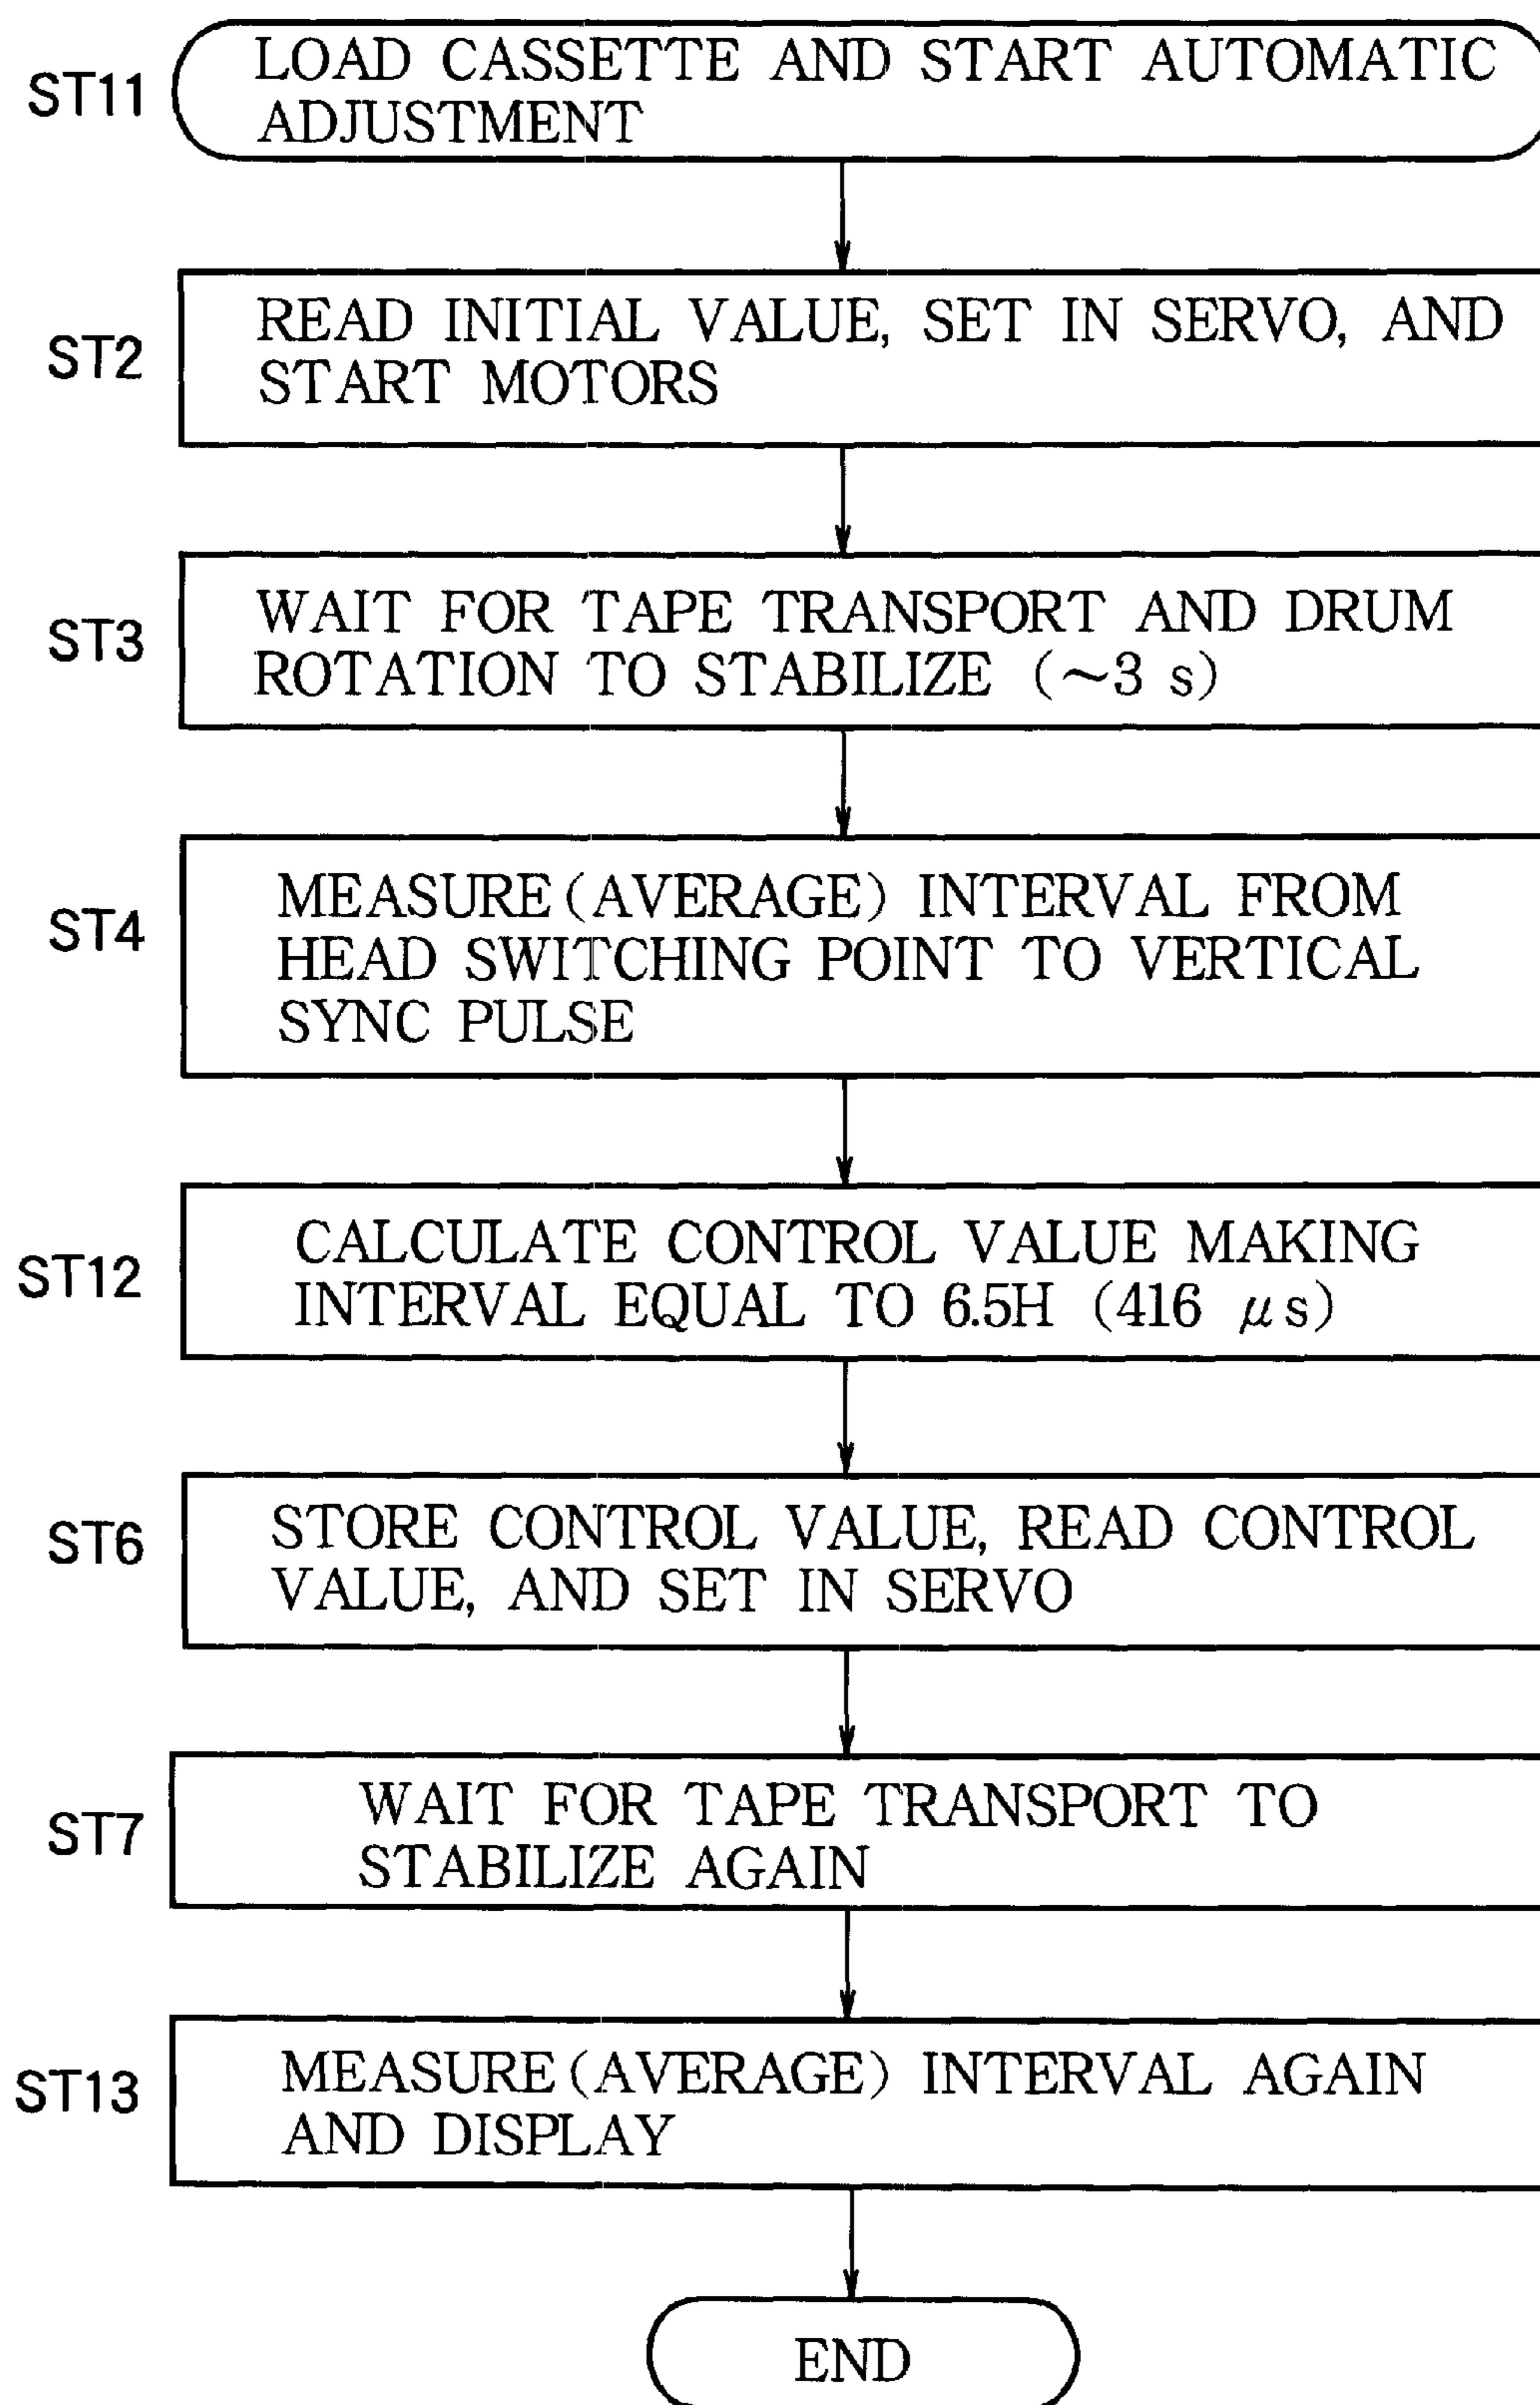 ST11
LOAD CASSETTE AND START AUTOMATIC
ADJUSTMENT
ST2
READ INITIAL VALUE, SET IN SERVO, AND
START MOTORS
ST3
WAIT FOR TAPE TRANSPORT AND DRUM
ROTATION TO STABILIZE (~3 s)
ST4
MEASURE (AVERAGE) INTERVAL FROM
HEAD SWITCHING POINT TO VERTICAL
SYNC PULSE
ST12
CALCULATE CONTROL VALUE MAKING
INTERVAL EQUAL TO 6.5H (416 μs)
ST6
STORE CONTROL VALUE, READ CONTROL
VALUE, AND SET IN SERVO
ST7
WAIT FOR TAPE TRANSPORT TO
STABILIZE AGAIN
ST13
MEASURE (AVERAGE) INTERVAL AGAIN
AND DISPLAY
END